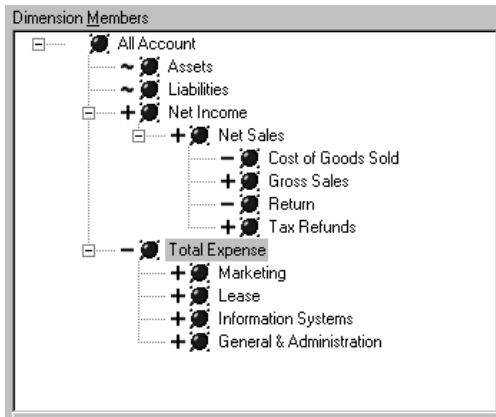 Dimension Members
All Account
~ Assets
~ Liabilities
+ Net Income
+ Net Sales
− Cost of Goods Sold
+ Gross Sales
− Return
+ Tax Refunds
− Total Expense
+ Marketing
+ Lease
+ Information Systems
+ General & Administration